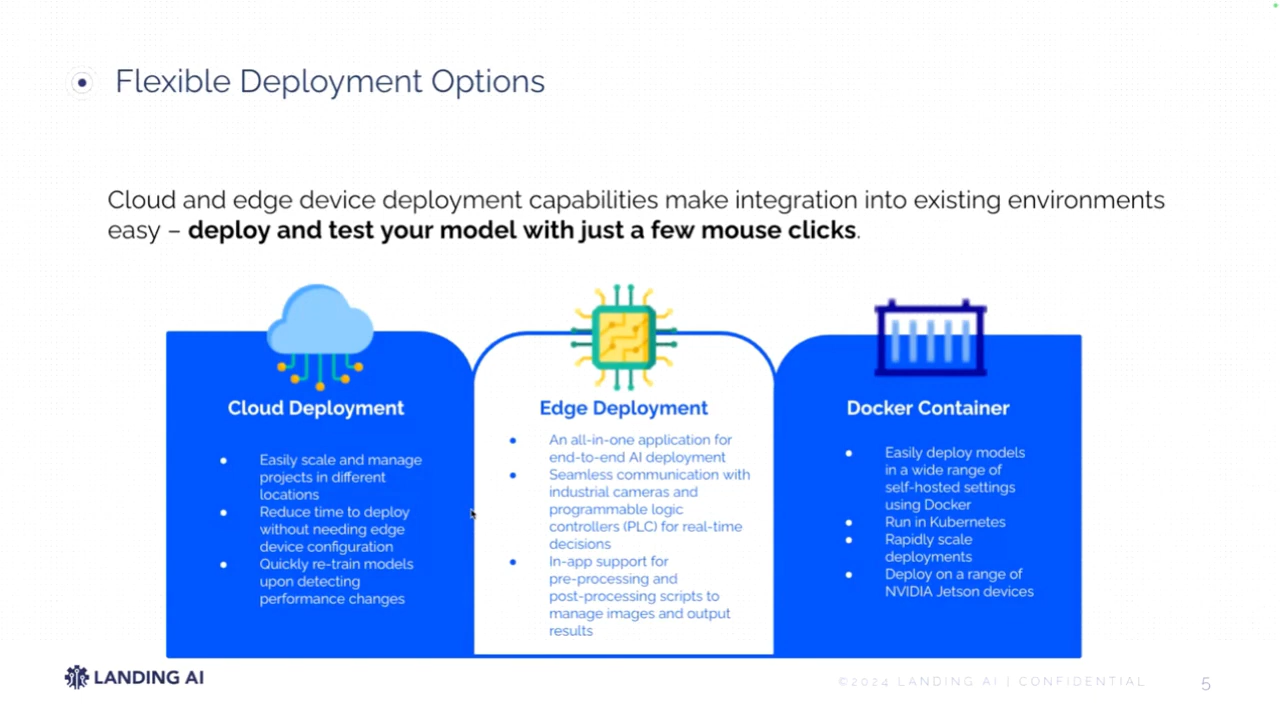 Flexible Deployment Options
Cloud and edge device deployment capabilities make integration into existing environments
easy – deploy and test your model with just a few mouse clicks.
Cloud Deployment
● Easily scale and manage
projects in different
locations
● Reduce time to deploy
without needing edge
device configuration
● Quickly re-train models
upon detecting
performance changes
Edge Deployment
● An all-in-one application for
end-to-end AI deployment
● Seamless communication with
industrial cameras and
programmable logic
controllers (PLC) for real-time
decisions
● In-app support for
pre-processing and
post-processing scripts to
manage images and output
results
Docker Container
● Easily deploy models
in a wide range of
self-hosted settings
using Docker
● Run in Kubernetes
● Rapidly scale
deployments
● Deploy on a range of
NVIDIA Jetson devices
LANDING AI
©2024 LANDING AI | CONFIDENTIAL
5